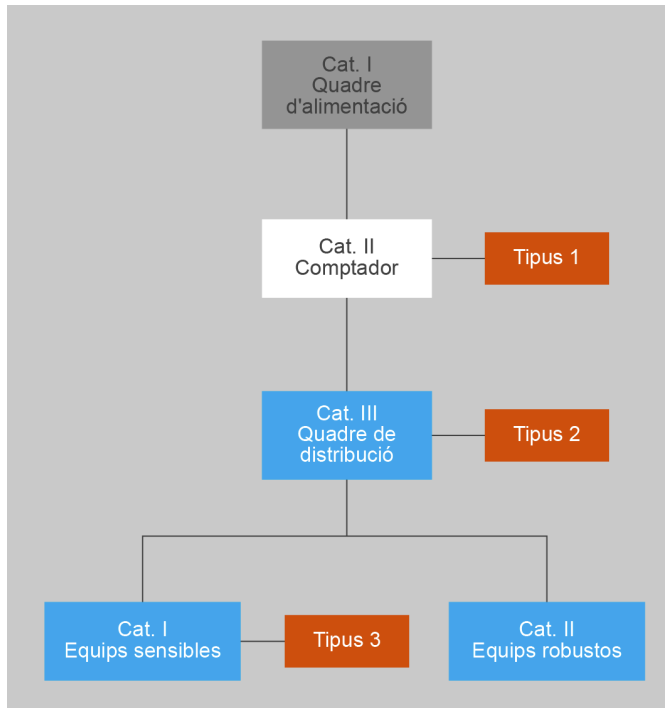 Cat. I
Quadre
d'alimentació
Cat. II
Comptador
Tipus 1
Cat. III
Quadre de
distribució
Tipus 2
Cat. I
Equips sensibles
Tipus 3
Cat. II
Equips robustos